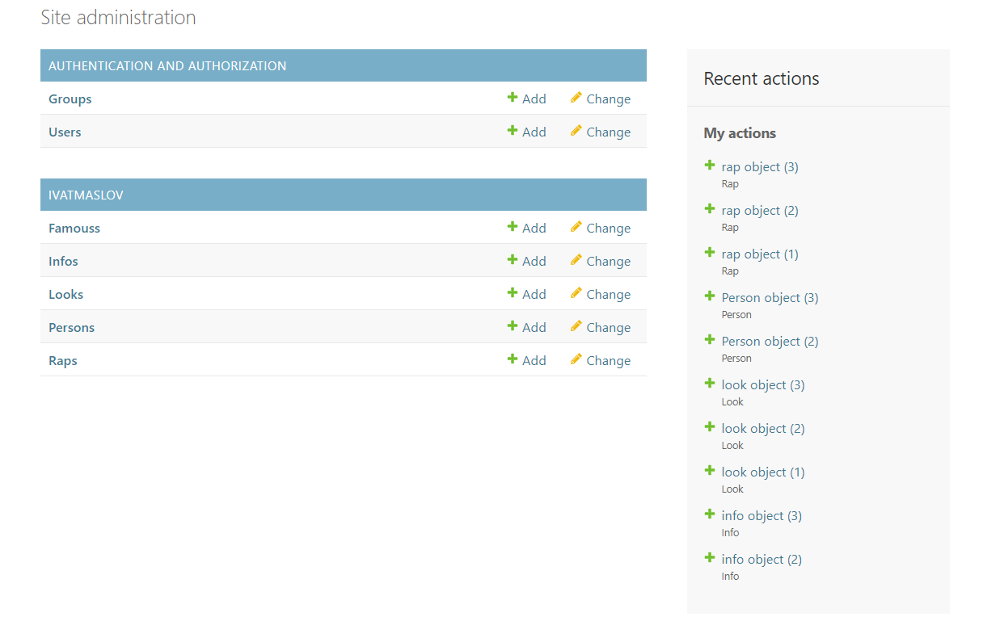 Site administration
AUTHENTICATION AND AUTHORIZATION
Groups Add Change
Users Add Change
IVATMASLOV
Famouss Add Change
Infos Add Change
Looks Add Change
Persons Add Change
Raps Add Change
Recent actions
My actions
rap object (3)
Rap
rap object (2)
Rap
rap object (1)
Rap
Person object (3)
Person
Person object (2)
Person
look object (3)
Look
look object (2)
Look
look object (1)
Look
info object (3)
Info
info object (2)
Info